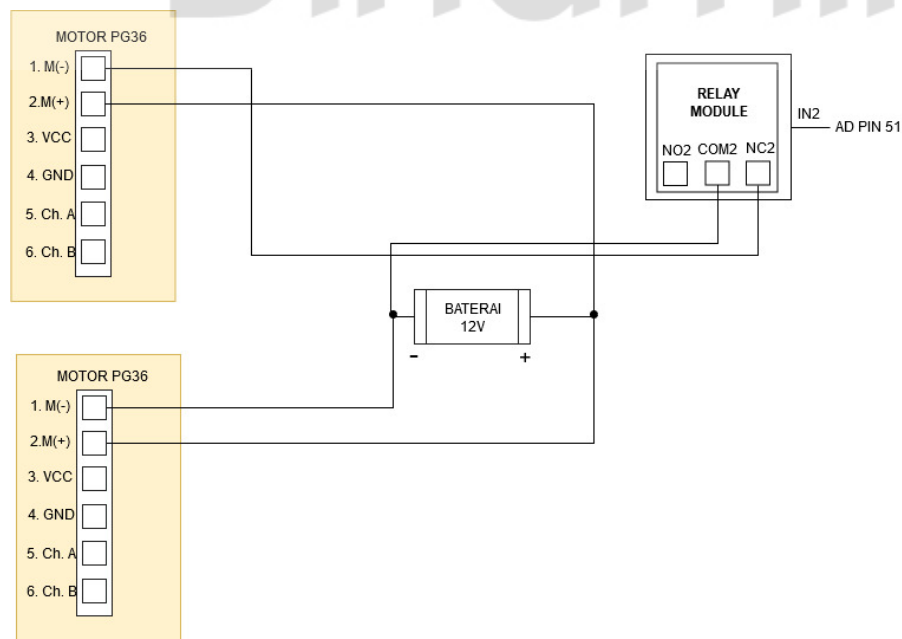 MOTOR PG36
1. M(-)
2.M(+)
3. VCC
4. GND
5. Ch. A
6. Ch. B
RELAY
MODULE
NO2 COM2 NC2
IN2
AD PIN 51
BATERAI
12V
- +
MOTOR PG36
1. M(-)
2.M(+)
3. VCC
4. GND
5. Ch. A
6. Ch. B